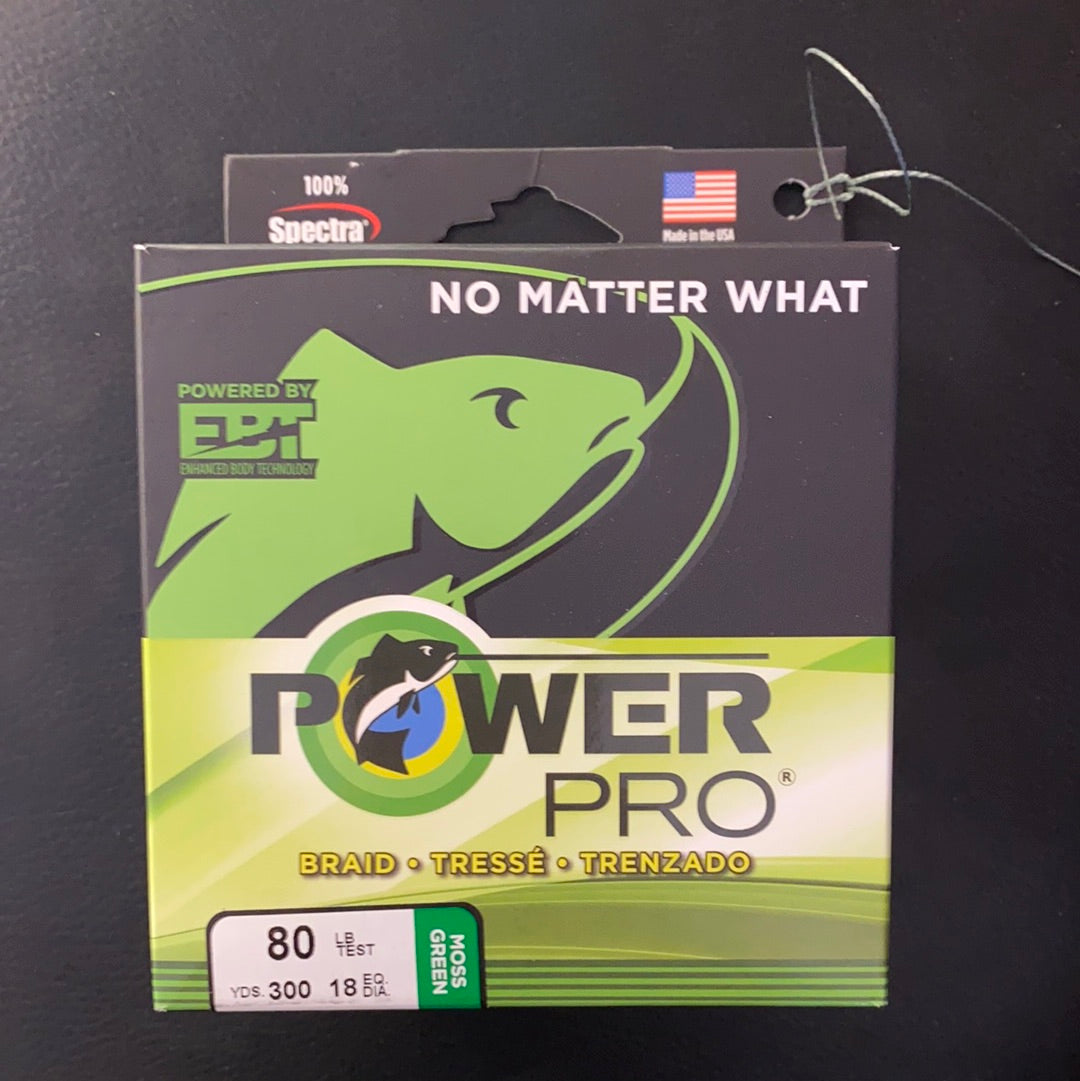 100%
Spectra®
Made in the USA
NO MATTER WHAT
POWERED BY
EBT
ENHANCED BODY TECHNOLOGY
POWER
PRO®
BRAID • TRESSÉ • TRENZADO
80 LB TEST
YDS. 300 18 EQ. DIA.
MOSS GREEN